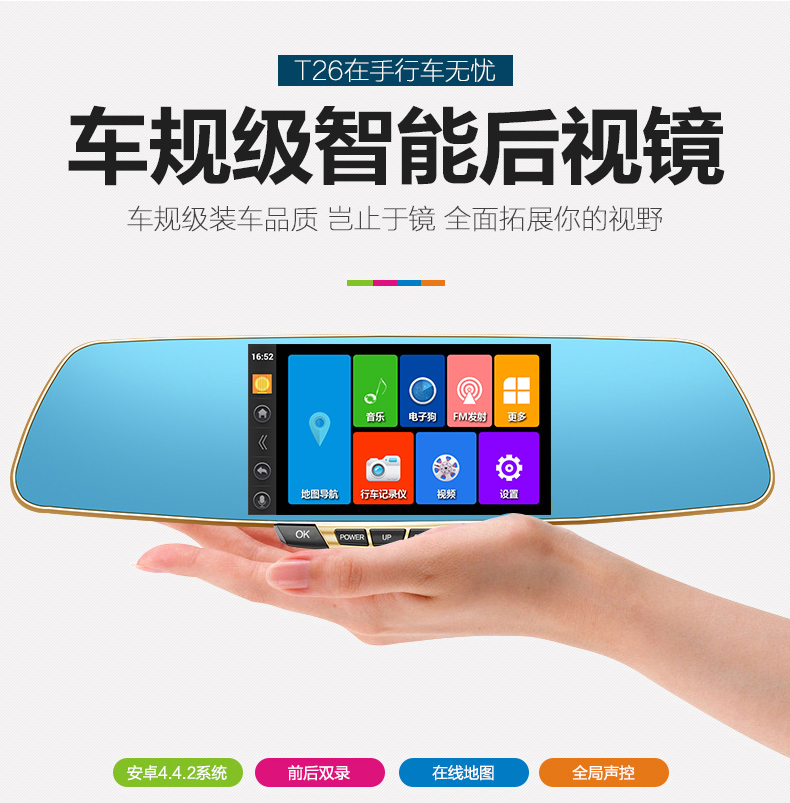 T26在手行车无忧
车规级智能后视镜
车规级装车品质 岂止于镜 全面拓展你的视野
16:52
音乐
电子狗
FM发射
更多
地图导航
行车记录仪
视频
设置
OK
POWER
UP
安卓4.4.2系统
前后双录
在线地图
全局声控